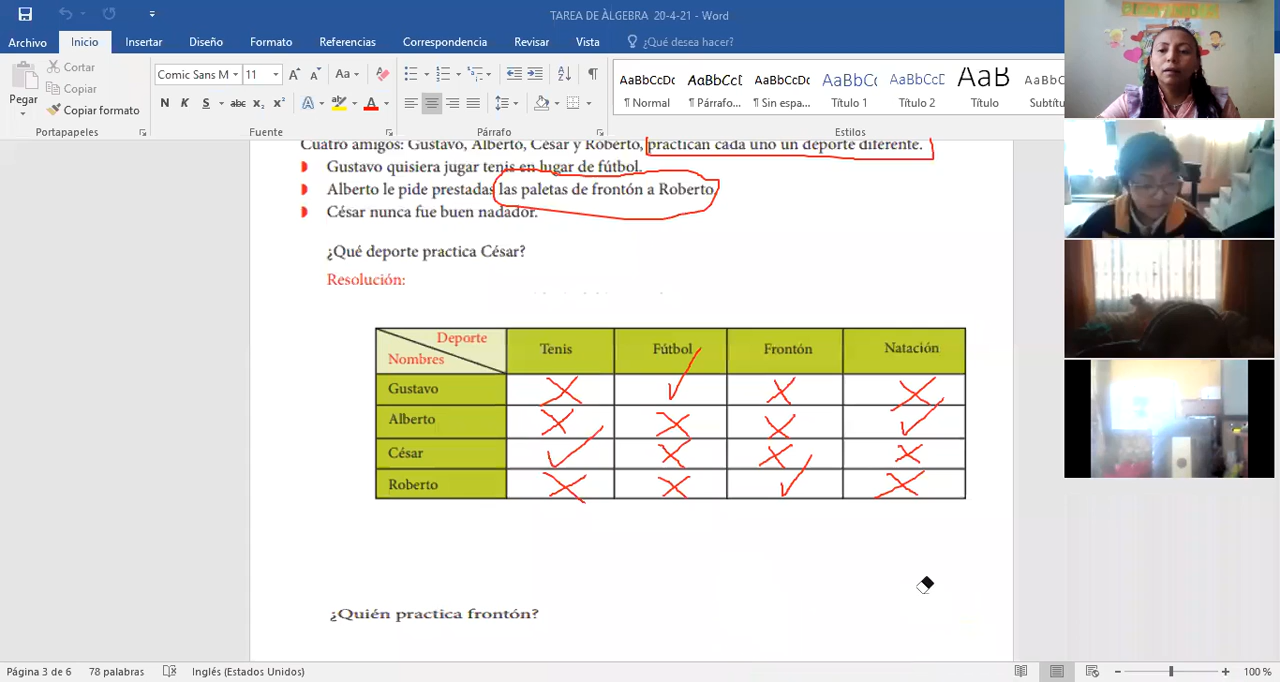 TAREA DE ÀLGEBRA 20-4-21 - Word
Archivo Inicio Insertar Diseño Formato Referencias Correspondencia Revisar Vista ¿Qué desea hacer?
Pegar
Cortar
Copiar
Copiar formato
Comic Sans M 11
N K S abc x₂ x²
AaBbCcDc AaBbCcI AaBbCcDc AaBbC AaBbCcD AaB AaBbC
¶ Normal ¶ Párrafo... ¶ Sin espa... Título 1 Título 2 Título Subtítu
Portapapeles Fuente Párrafo Estilos
Cuatro amigos: Gustavo, Alberto, César y Roberto, practican cada uno un deporte diferente.
Gustavo quisiera jugar tenis en lugar de fútbol.
Alberto le pide prestadas las paletas de frontón a Roberto
César nunca fue buen nadador.
¿Qué deporte practica César?
Resolución:
Deporte
Nombres
Tenis Fútbol Frontón Natación
Gustavo
Alberto
César
Roberto
¿Quién practica frontón?
Página 3 de 6 78 palabras Inglés (Estados Unidos) 100 %